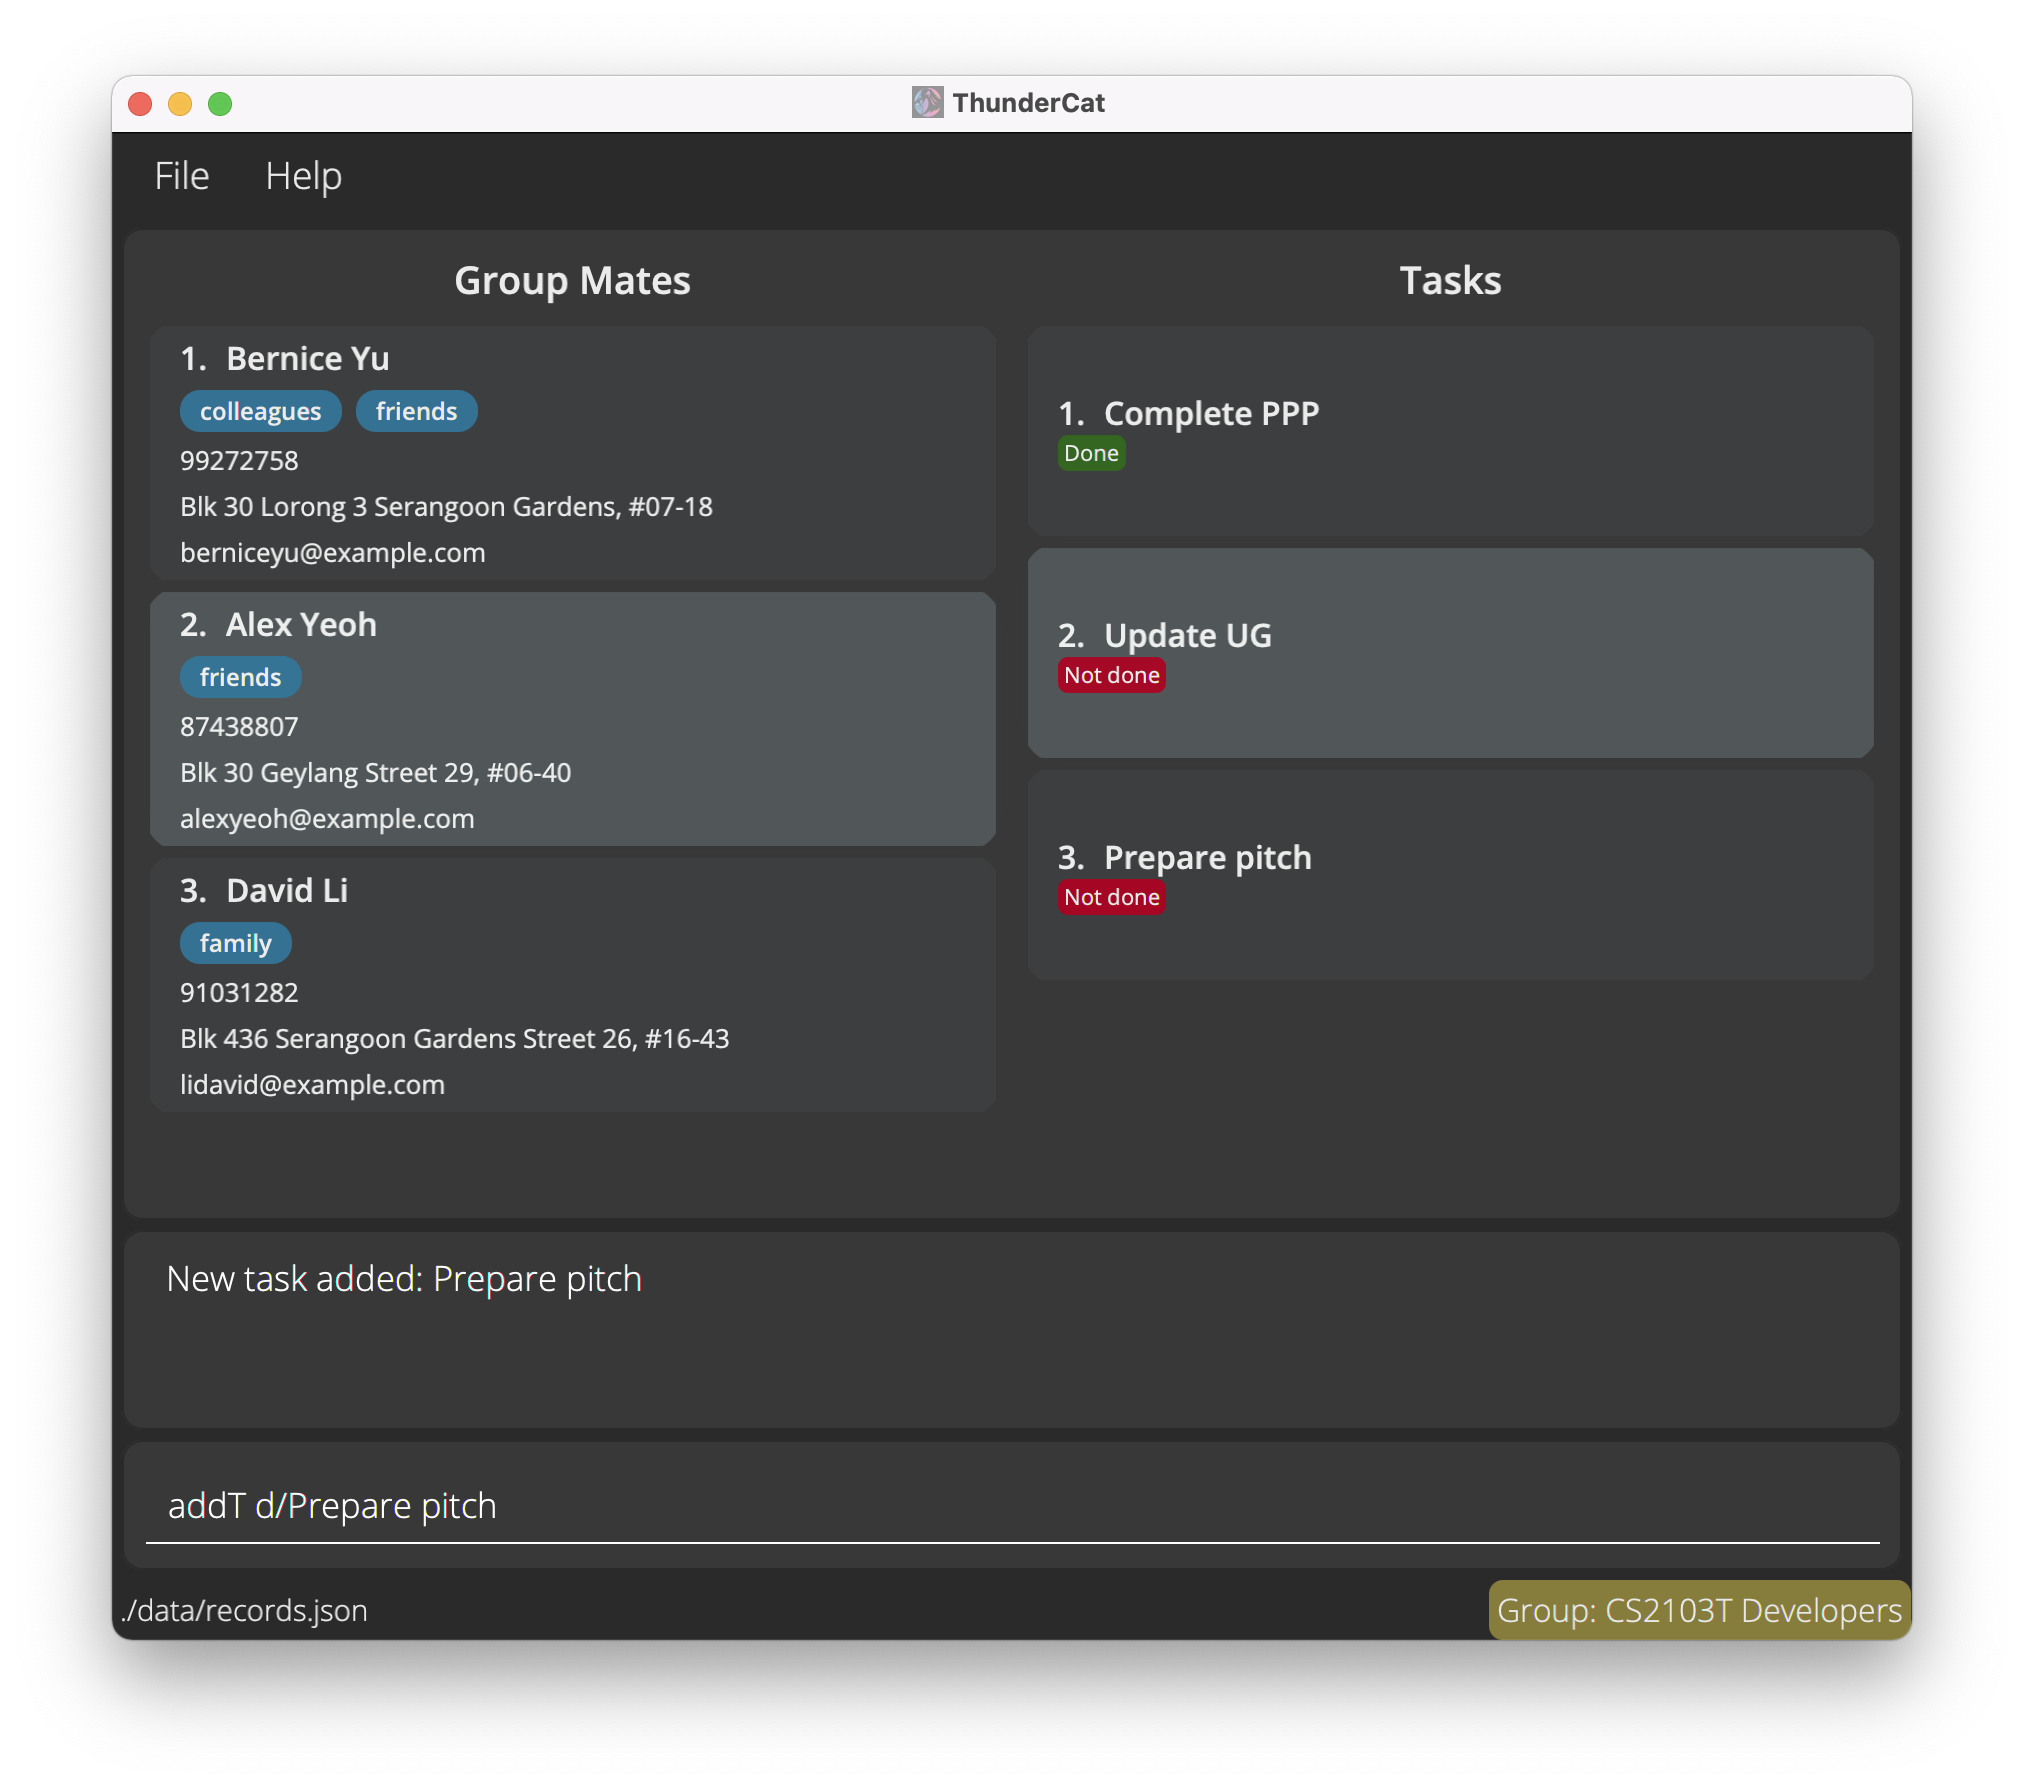 ThunderCat
File Help
Group Mates
1. Bernice Yu
colleagues friends
99272758
Blk 30 Lorong 3 Serangoon Gardens, #07-18
berniceyu@example.com
2. Alex Yeoh
friends
87438807
Blk 30 Geylang Street 29, #06-40
alexyeoh@example.com
3. David Li
family
91031282
Blk 436 Serangoon Gardens Street 26, #16-43
lidavid@example.com
Tasks
1. Complete PPP
Done
2. Update UG
Not done
3. Prepare pitch
Not done
New task added: Prepare pitch
addT d/Prepare pitch
./data/records.json
Group: CS2103T Developers